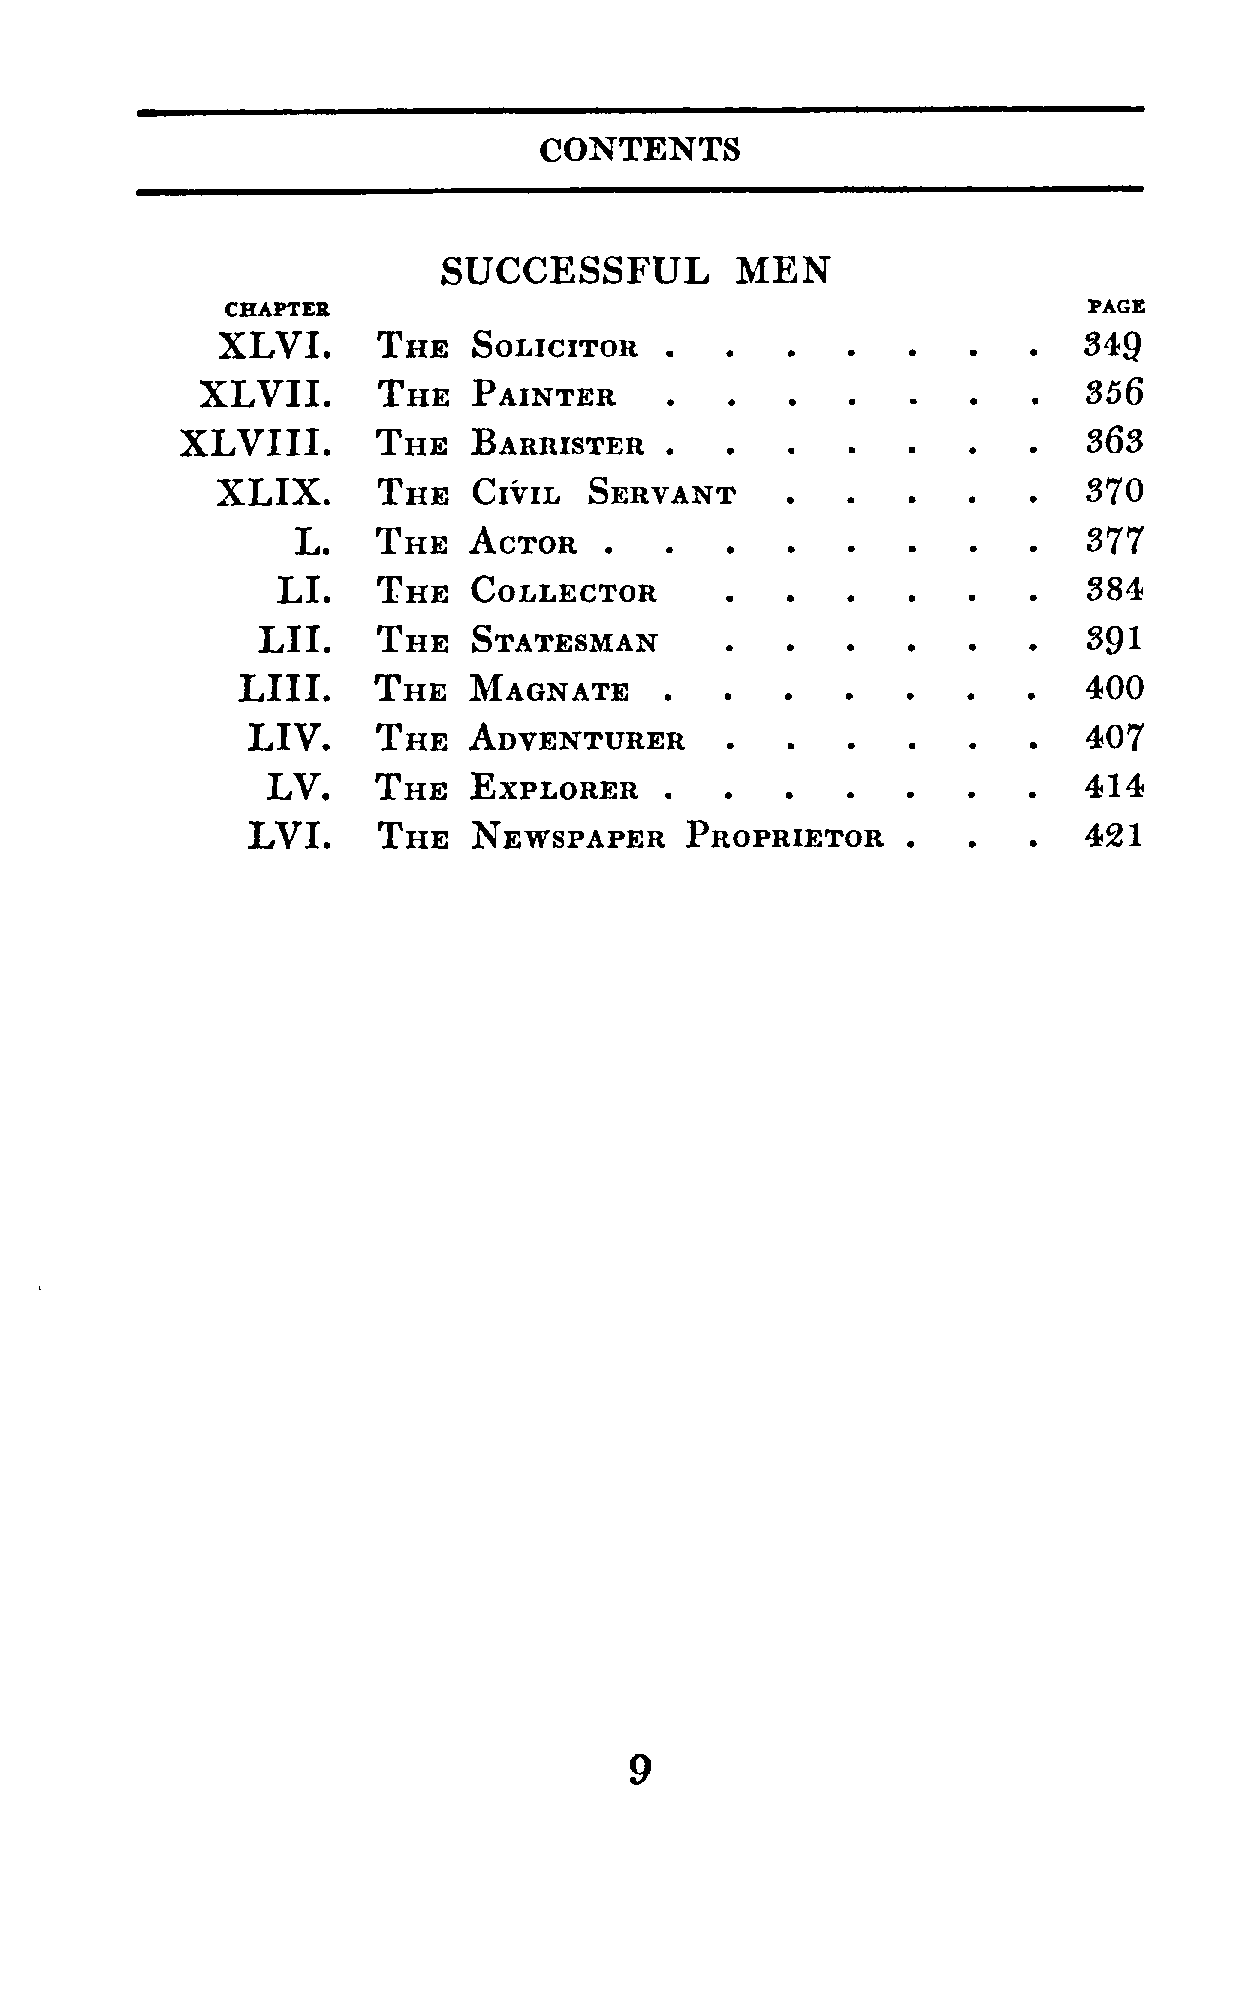 CONTENTS
SUCCESSFUL MEN
CHAPTER PAGE
XLVI. The Solicitor . . . . . . . 349
XLVII. The Painter . . . . . . . 356
XLVIII. The Barrister . . . . . . . 363
XLIX. The Civil Servant . . . . . 370
L. The Actor . . . . . . . . 377
LI. The Collector . . . . . . 384
LII. The Statesman . . . . . . 391
LIII. The Magnate . . . . . . . 400
LIV. The Adventurer . . . . . . 407
LV. The Explorer . . . . . . . 414
LVI. The Newspaper Proprietor . . . 421
9